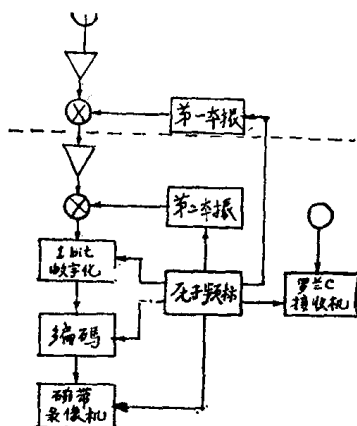 第一本振
第二本振
1 bit
数字化
原子频标
罗兰C
接收机
编码
磁带
录像机